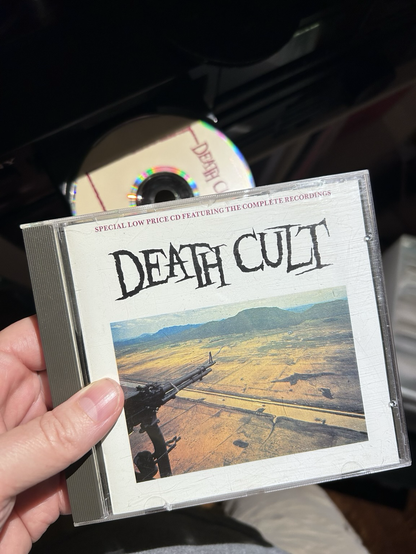 DEATH C
SPECIAL LOW PRICE CD FEATURING THE COMPLETE RECORDINGS
DEATH CULT